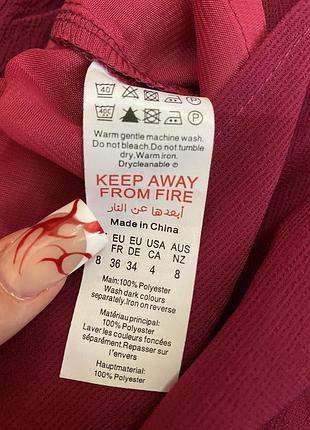 40
P
40C
P
Warm gentle machine wash.
Do not bleach.Do not tumble
dry.Warm iron.
Drycleanable ®
KEEP AWAY
FROM FIRE
أبعدها عن النار
Made in China
EU EU USA AUS
FR DE CA NZ
8 36 34 4 8
Main:100% Polyester
Wash dark colours
separately.Iron on reverse
Matériau principal:
100% Polyester
Laver les couleurs foncées
séparément.Repasser sur
l'envers
Hauptmaterial:
100% Polyester